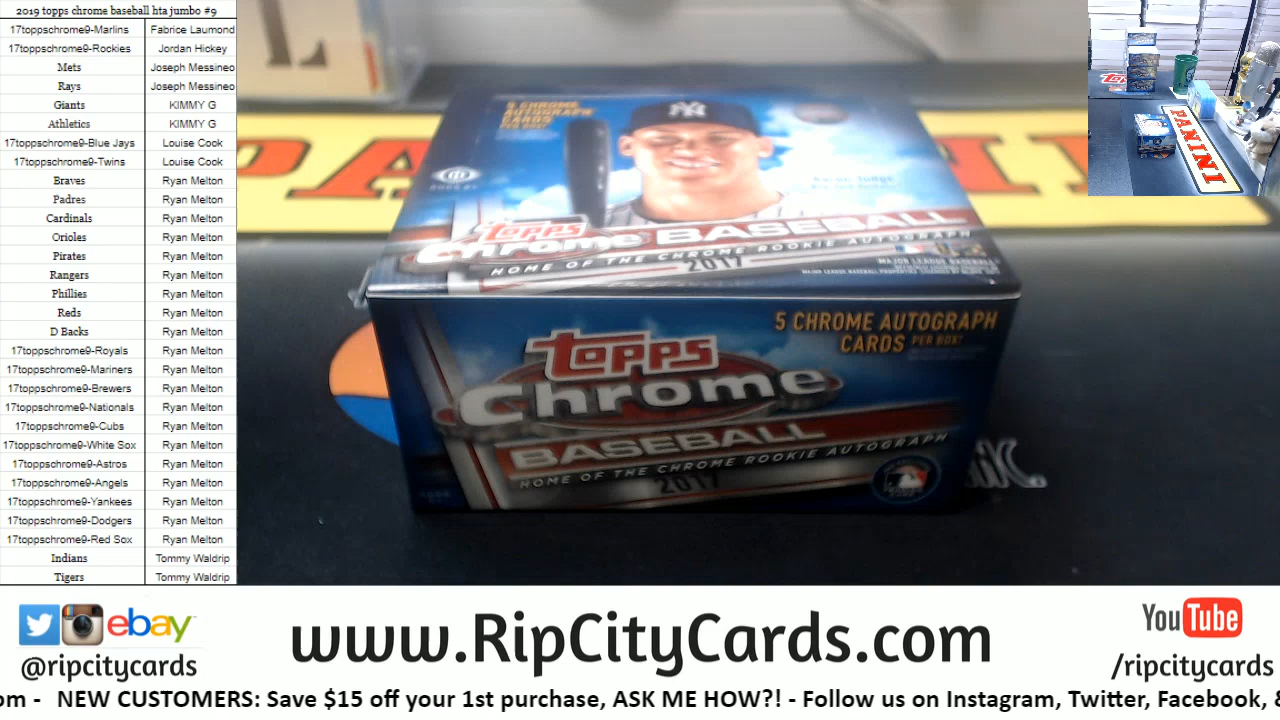 2019 topps chrome baseball hta jumbo #9
17toppschrome9-Marlins Fabrice Laumond
17toppschrome9-Rockies Jordan Hickey
Mets Joseph Messineo
Rays Joseph Messineo
Giants KIMMY G
Athletics KIMMY G
17toppschrome9-Blue Jays Louise Cook
17toppschrome9-Twins Louise Cook
Braves Ryan Melton
Padres Ryan Melton
Cardinals Ryan Melton
Orioles Ryan Melton
Pirates Ryan Melton
Rangers Ryan Melton
Phillies Ryan Melton
Reds Ryan Melton
D Backs Ryan Melton
17toppschrome9-Royals Ryan Melton
17toppschrome9-Mariners Ryan Melton
17toppschrome9-Brewers Ryan Melton
17toppschrome9-Nationals Ryan Melton
17toppschrome9-Cubs Ryan Melton
17toppschrome9-White Sox Ryan Melton
17toppschrome9-Astros Ryan Melton
17toppschrome9-Angels Ryan Melton
17toppschrome9-Yankees Ryan Melton
17toppschrome9-Dodgers Ryan Melton
17toppschrome9-Red Sox Ryan Melton
Indians Tommy Waldrip
Tigers Tommy Waldrip
5 CHROME
AUTOGRAPH
CARDS
PER BOX!
NY
Topps
Chrome BASEBALL
HOME OF THE CHROME ROOKIE AUTOGRAPH
2017
5 CHROME AUTOGRAPH
CARDS PER BOX!
Topps
Chrome
BASEBALL
HOME OF THE CHROME ROOKIE AUTOGRAPH
2017
PANINI
ebay
@ripcitycards
www.RipCityCards.com
YouTube
/ripcitycards
om - NEW CUSTOMERS: Save $15 off your 1st purchase, ASK ME HOW?! - Follow us on Instagram, Twitter, Facebook, &